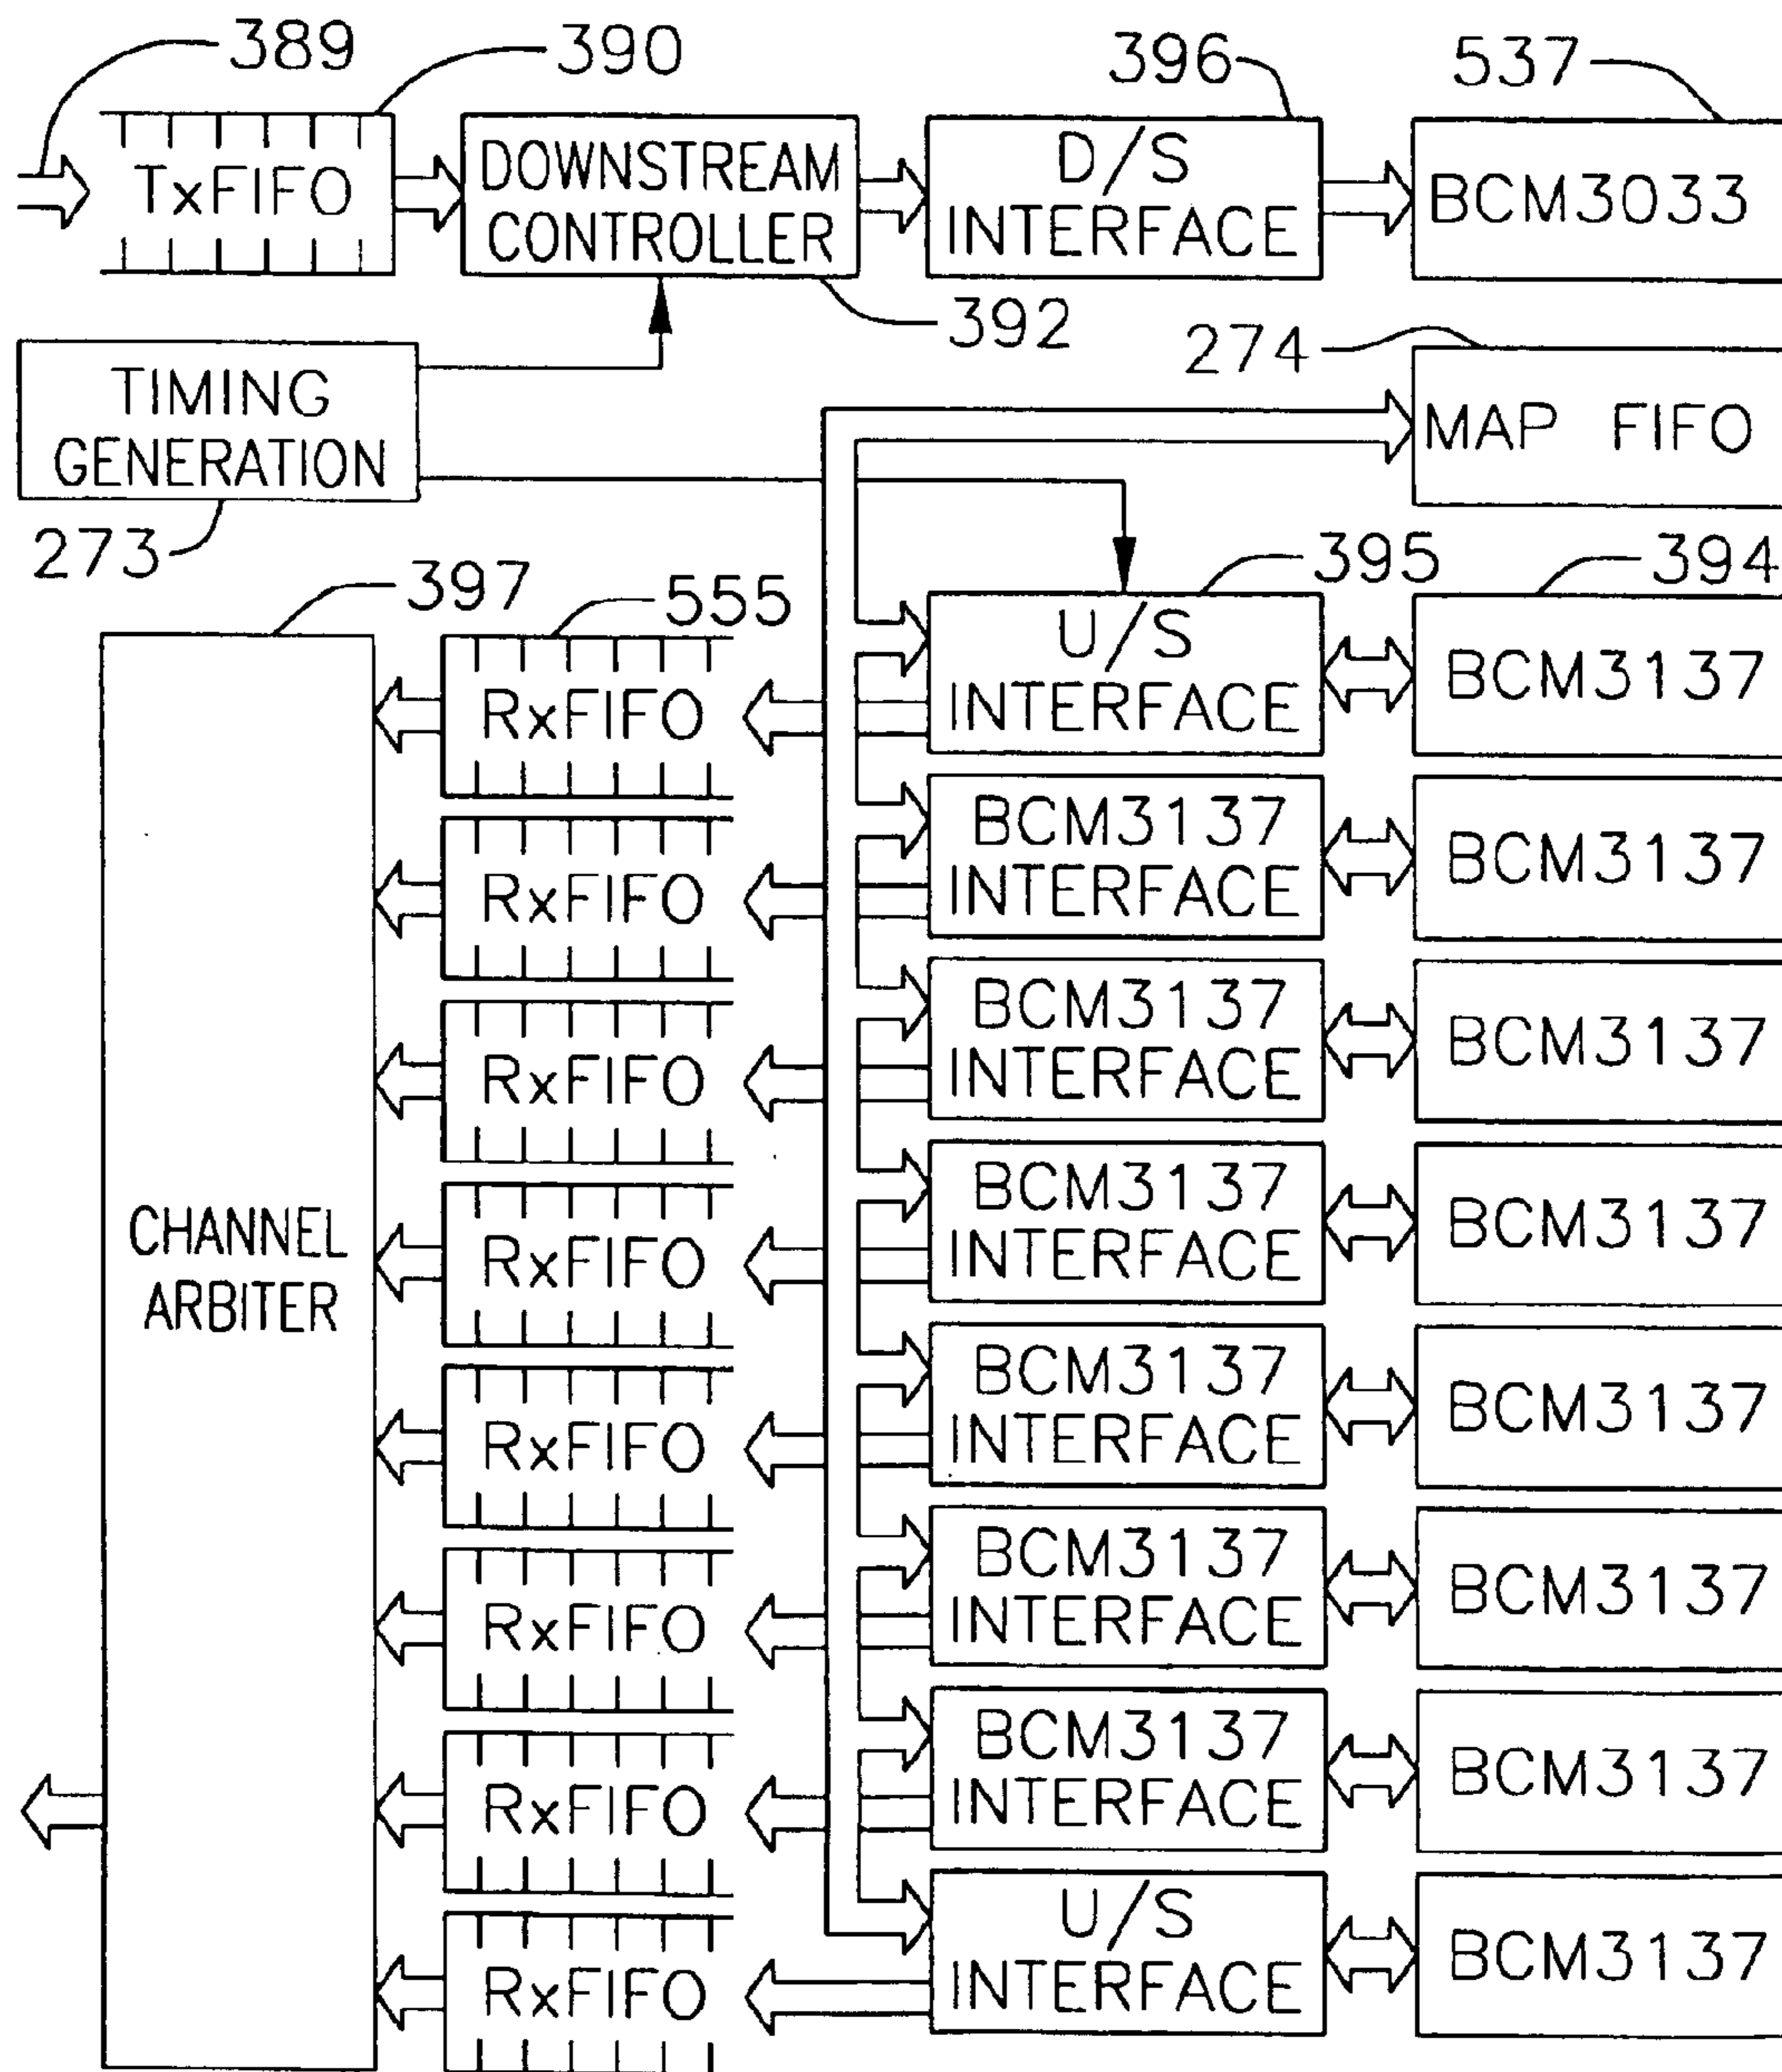 389
390
396
537
TxFIFO
DOWNSTREAM
CONTROLLER
D/S
INTERFACE
BCM3033
392
274
TIMING
GENERATION
MAP FIFO
273
397
555
395
394
RxFIFO
U/S
INTERFACE
BCM3137
RxFIFO
BCM3137
INTERFACE
BCM3137
RxFIFO
BCM3137
INTERFACE
BCM3137
CHANNEL
ARBITER
RxFIFO
BCM3137
INTERFACE
BCM3137
RxFIFO
BCM3137
INTERFACE
BCM3137
RxFIFO
BCM3137
INTERFACE
BCM3137
RxFIFO
BCM3137
INTERFACE
BCM3137
RxFIFO
U/S
INTERFACE
BCM3137